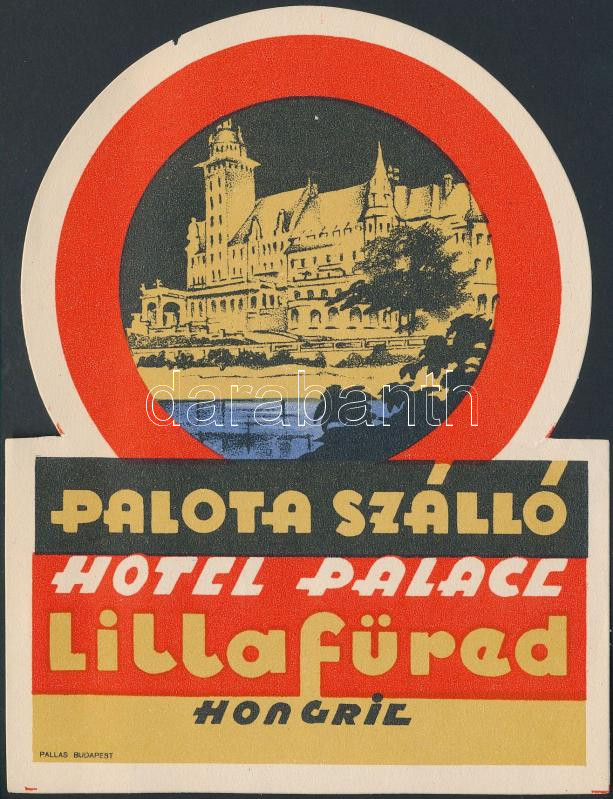 darabanth
PALOTA SZÁLLÓ
HOTEL PALACE
Lillafüred
HONGRIE
PALLAS BUDAPEST